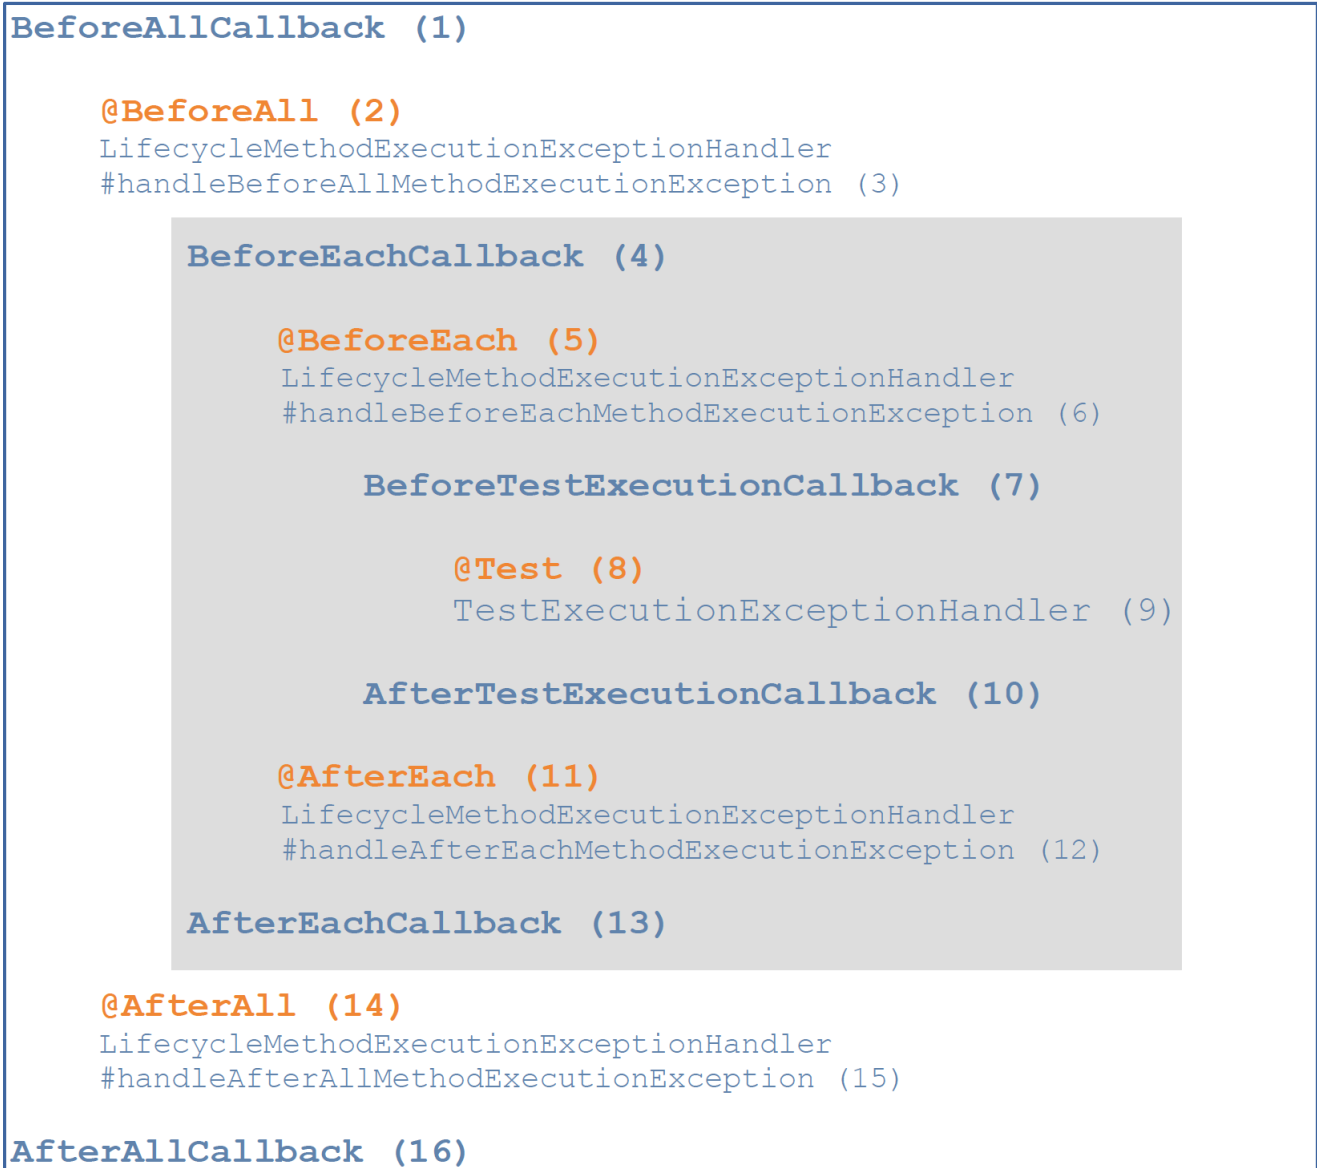 BeforeAllCallback (1)
@BeforeAll (2)
LifecycleMethodExecutionExceptionHandler
#handleBeforeAllMethodExecutionException (3)
BeforeEachCallback (4)
@BeforeEach (5)
LifecycleMethodExecutionExceptionHandler
#handleBeforeEachMethodExecutionException (6)
BeforeTestExecutionCallback (7)
@Test (8)
TestExecutionExceptionHandler (9)
AfterTestExecutionCallback (10)
@AfterEach (11)
LifecycleMethodExecutionExceptionHandler
#handleAfterEachMethodExecutionException (12)
AfterEachCallback (13)
@AfterAll (14)
LifecycleMethodExecutionExceptionHandler
#handleAfterAllMethodExecutionException (15)
AfterAllCallback (16)